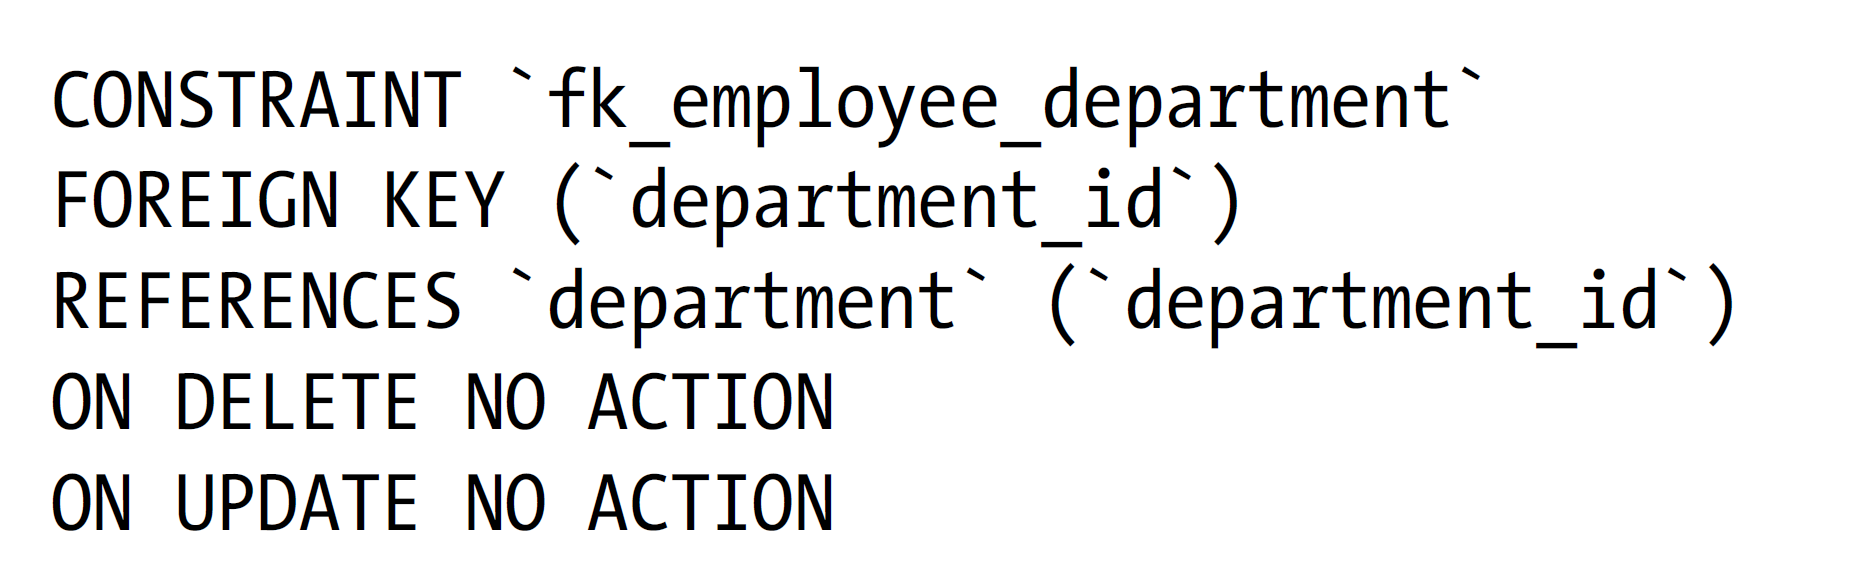 CONSTRAINT `fk_employee_department`
FOREIGN KEY (`department_id`)
REFERENCES `department` (`department_id`)
ON DELETE NO ACTION
ON UPDATE NO ACTION